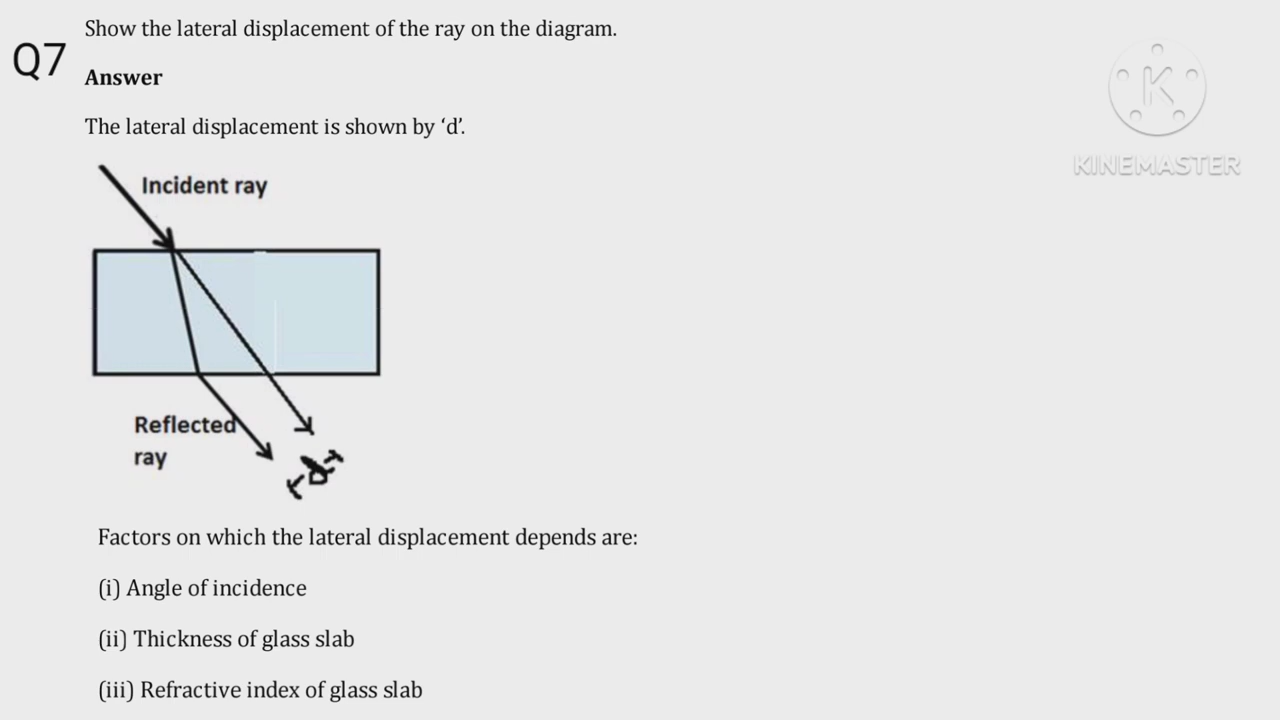 Show the lateral displacement of the ray on the diagram.
Q7
Answer
The lateral displacement is shown by ‘d’.
Incident ray
Reflected
ray
d
Factors on which the lateral displacement depends are:
(i) Angle of incidence
(ii) Thickness of glass slab
(iii) Refractive index of glass slab
K
KINEMASTER